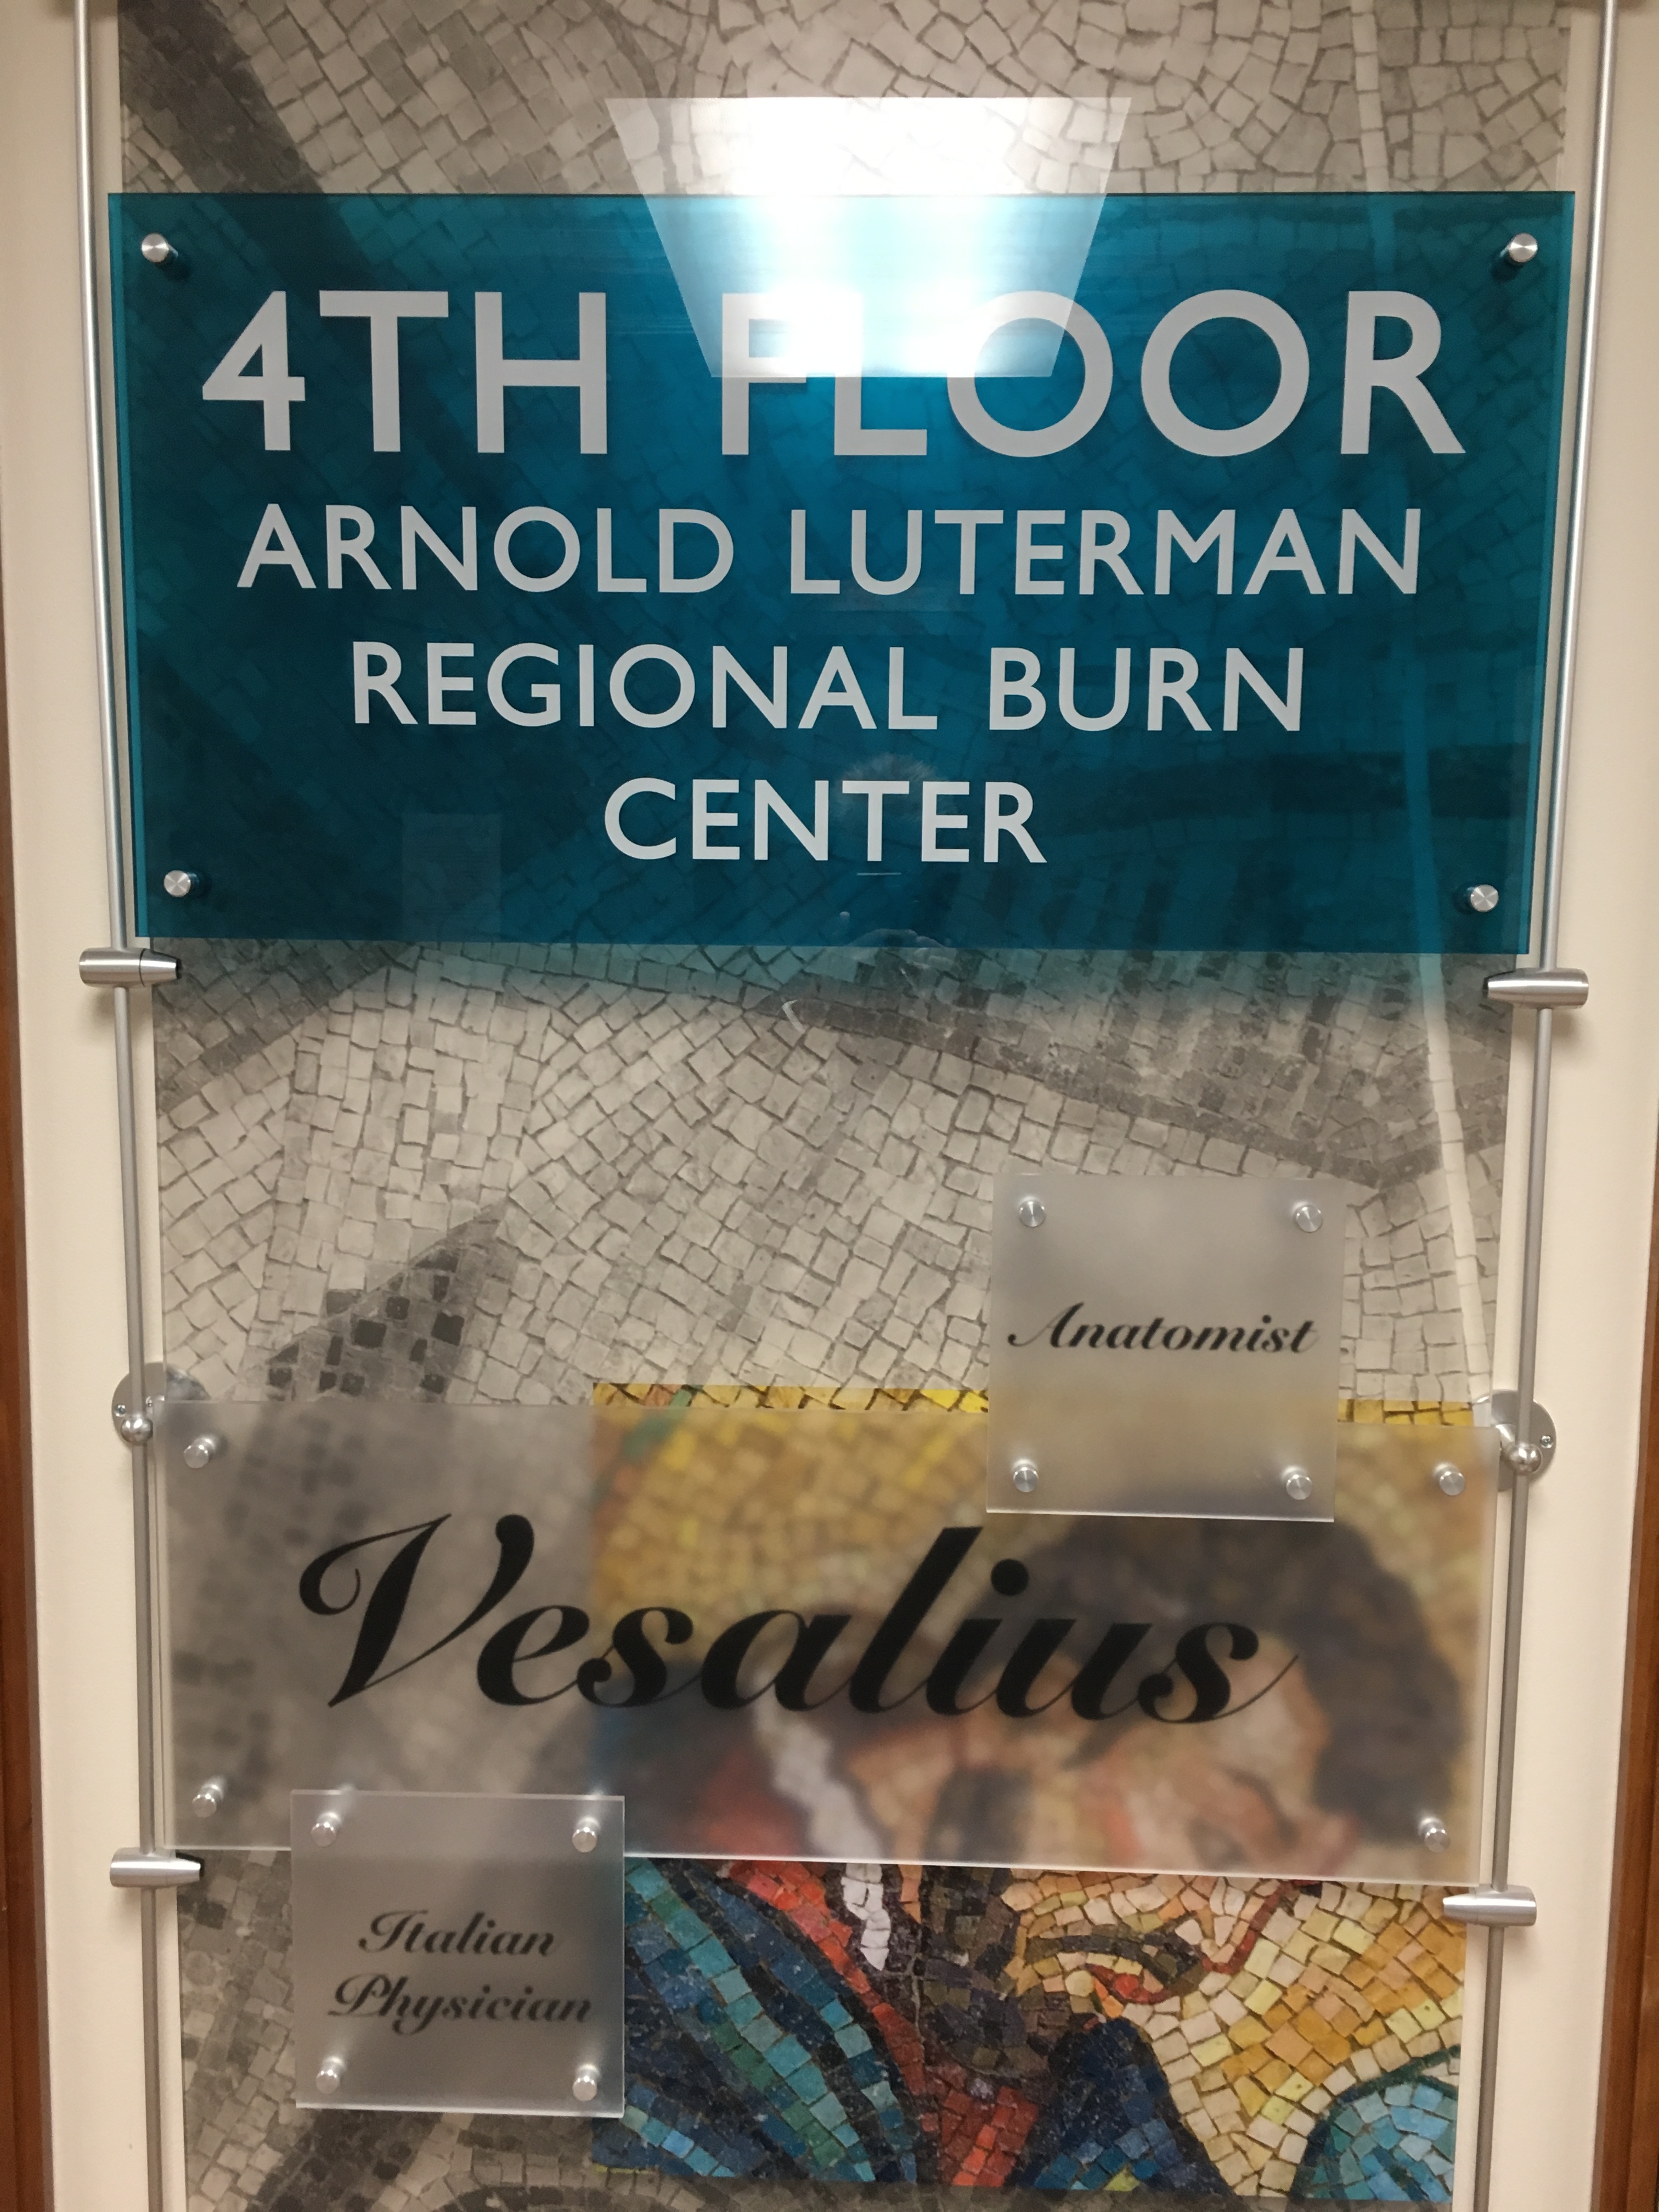 4TH FLOOR
ARNOLD LUTERMAN
REGIONAL BURN
CENTER
Anatomist
Vesalius
Italian
Physician